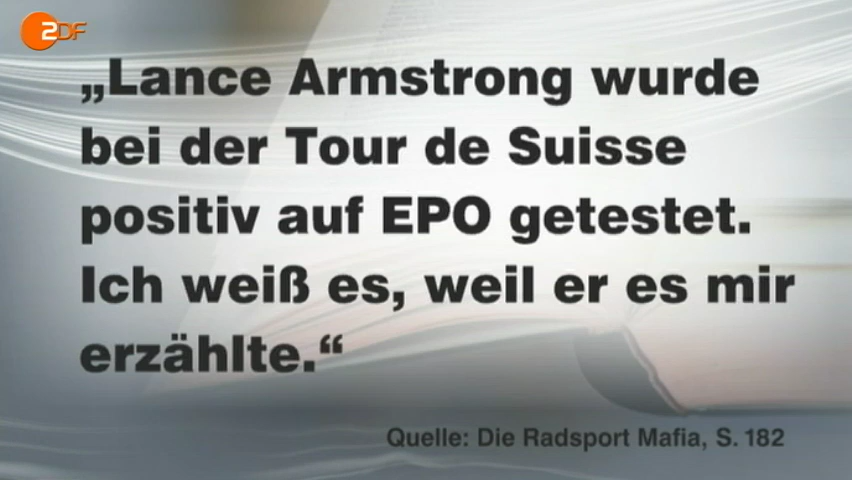 2DF
„Lance Armstrong wurde
bei der Tour de Suisse
positiv auf EPO getestet.
Ich weiß es, weil er es mir
erzählte.“
Quelle: Die Radsport Mafia, S. 182